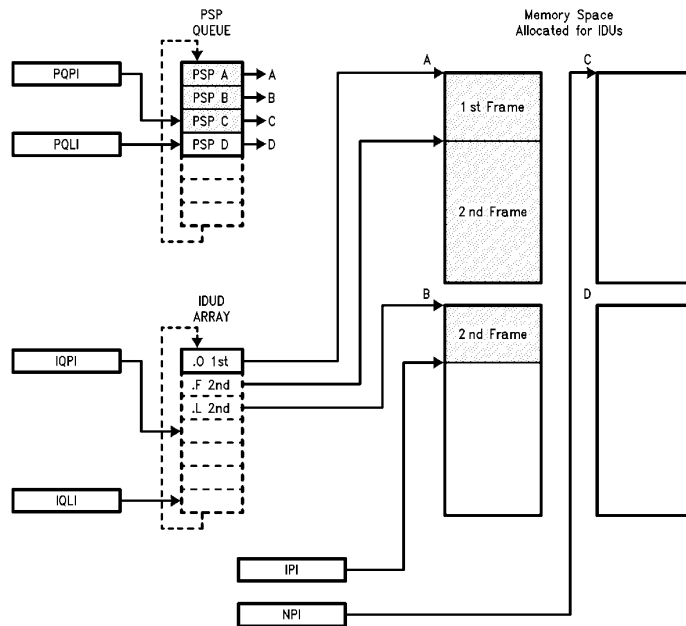 PSP
QUEUE
Memory Space
Allocated for IDUs
PQPI
PSP A
A
PSP B
B
PSP C
C
PQLI
PSP D
D
A
C
1st Frame
2nd Frame
IDUD
ARRAY
B
D
IQPI
.O 1st
2nd Frame
.F 2nd
.L 2nd
IQLI
IPI
NPI